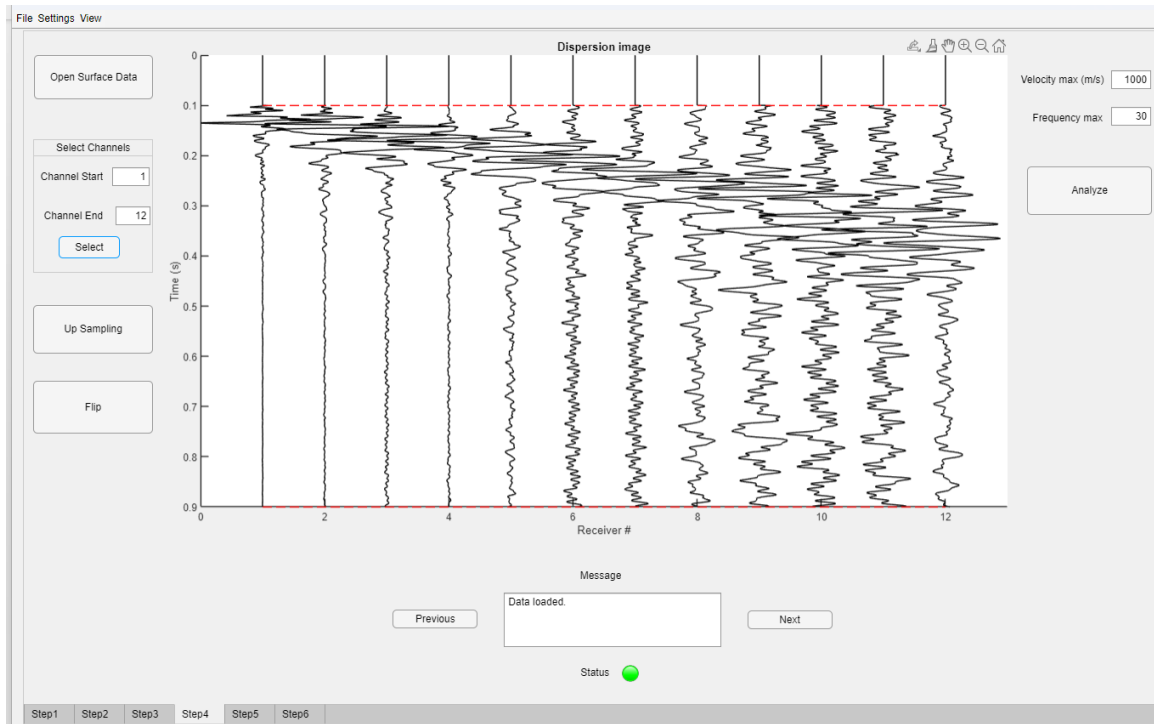 File Settings View
Dispersion image
Open Surface Data
Select Channels
Channel Start 1
Channel End 12
Select
Up Sampling
Flip
Time (s)
0
0.1
0.2
0.3
0.4
0.5
0.6
0.7
0.8
0.9
0 2 4 6 8 10 12
Receiver #
Velocity max (m/s) 1000
Frequency max 30
Analyze
Message
Previous
Data loaded.
Next
Status
Step1 Step2 Step3 Step4 Step5 Step6